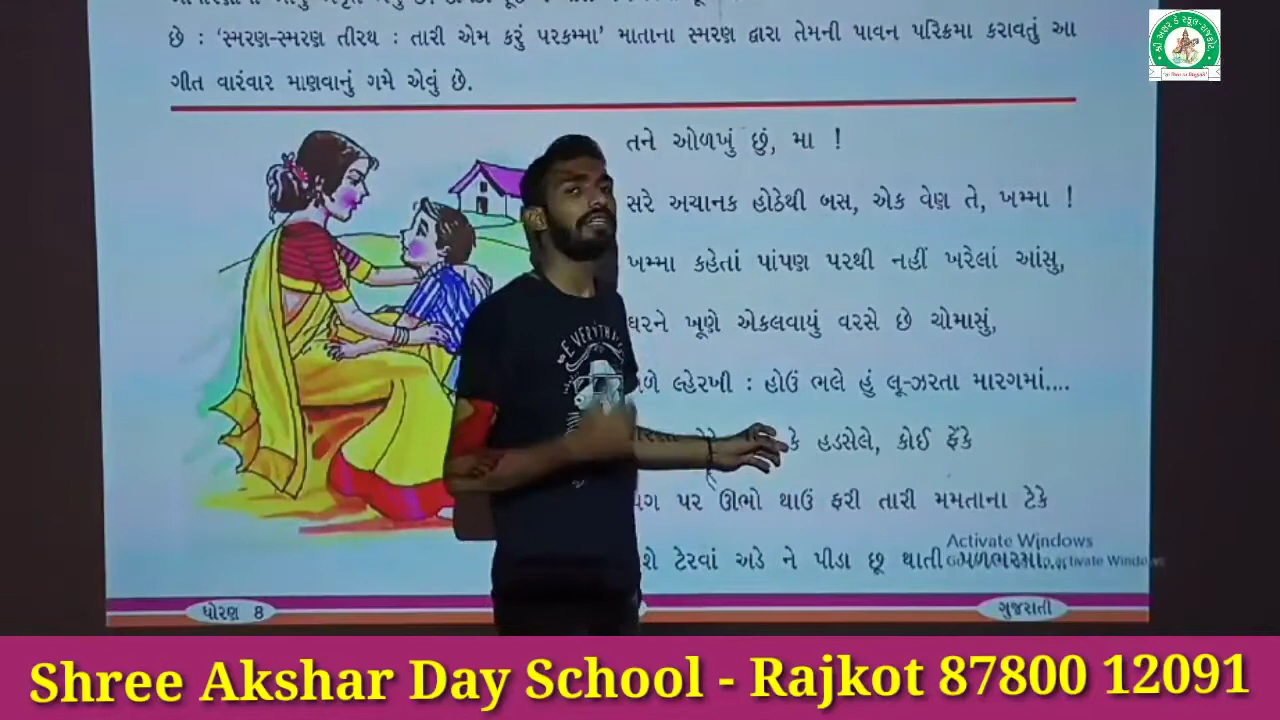 છે : ‘સ્મરણ-સ્મરણ તીરથ : તારી એમ કરું પરકમ્મા’ માતાના સ્મરણ દ્વારા તેમની પાવન પરિક્રમા કરાવતું આ
ગીત વારંવાર માણવાનું ગમે એવું છે.
તને ઓળખું છું, મા !
સરે અચાનક હોઠેથી બસ, એક વેણ તે, ખમ્મા !
ખમ્મા કહેતાં પાંપણ પરથી નહીં ખરેલાં આંસુ,
ઘરને ખૂણે એકલવાયું વરસે છે ચોમાસું,
લ્હેરખી : હોઉં ભલે હું લૂ-ઝરતા મારગમાં....
કે હડસેલે, કોઈ ફેંકે
પગ પર ઊભો થાઉં ફરી તારી મમતાના ટેકે
ટેરવાં અડે ને પીડા છૂ થાતી પળભરમાં....
Activate Windows
ધોરણ 8
ગુજરાતી
Shree Akshar Day School - Rajkot 87800 12091